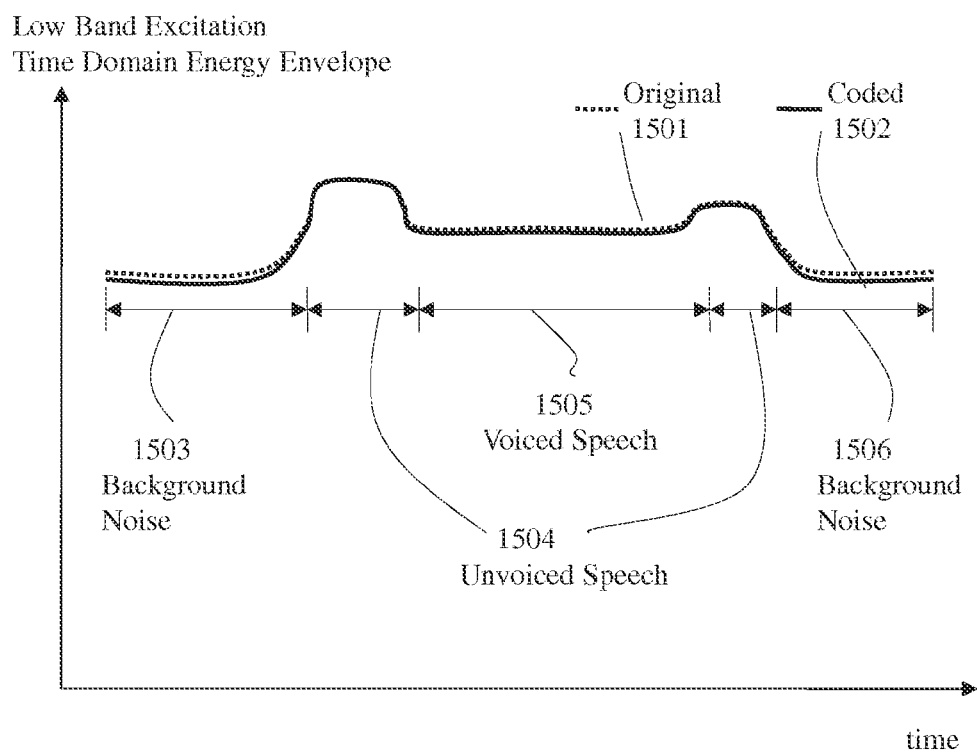 Low Band Excitation
Time Domain Energy Envelope
Original
1501
Coded
1502
1503
Background
Noise
1505
Voiced Speech
1506
Background
Noise
1504
Unvoiced Speech
time